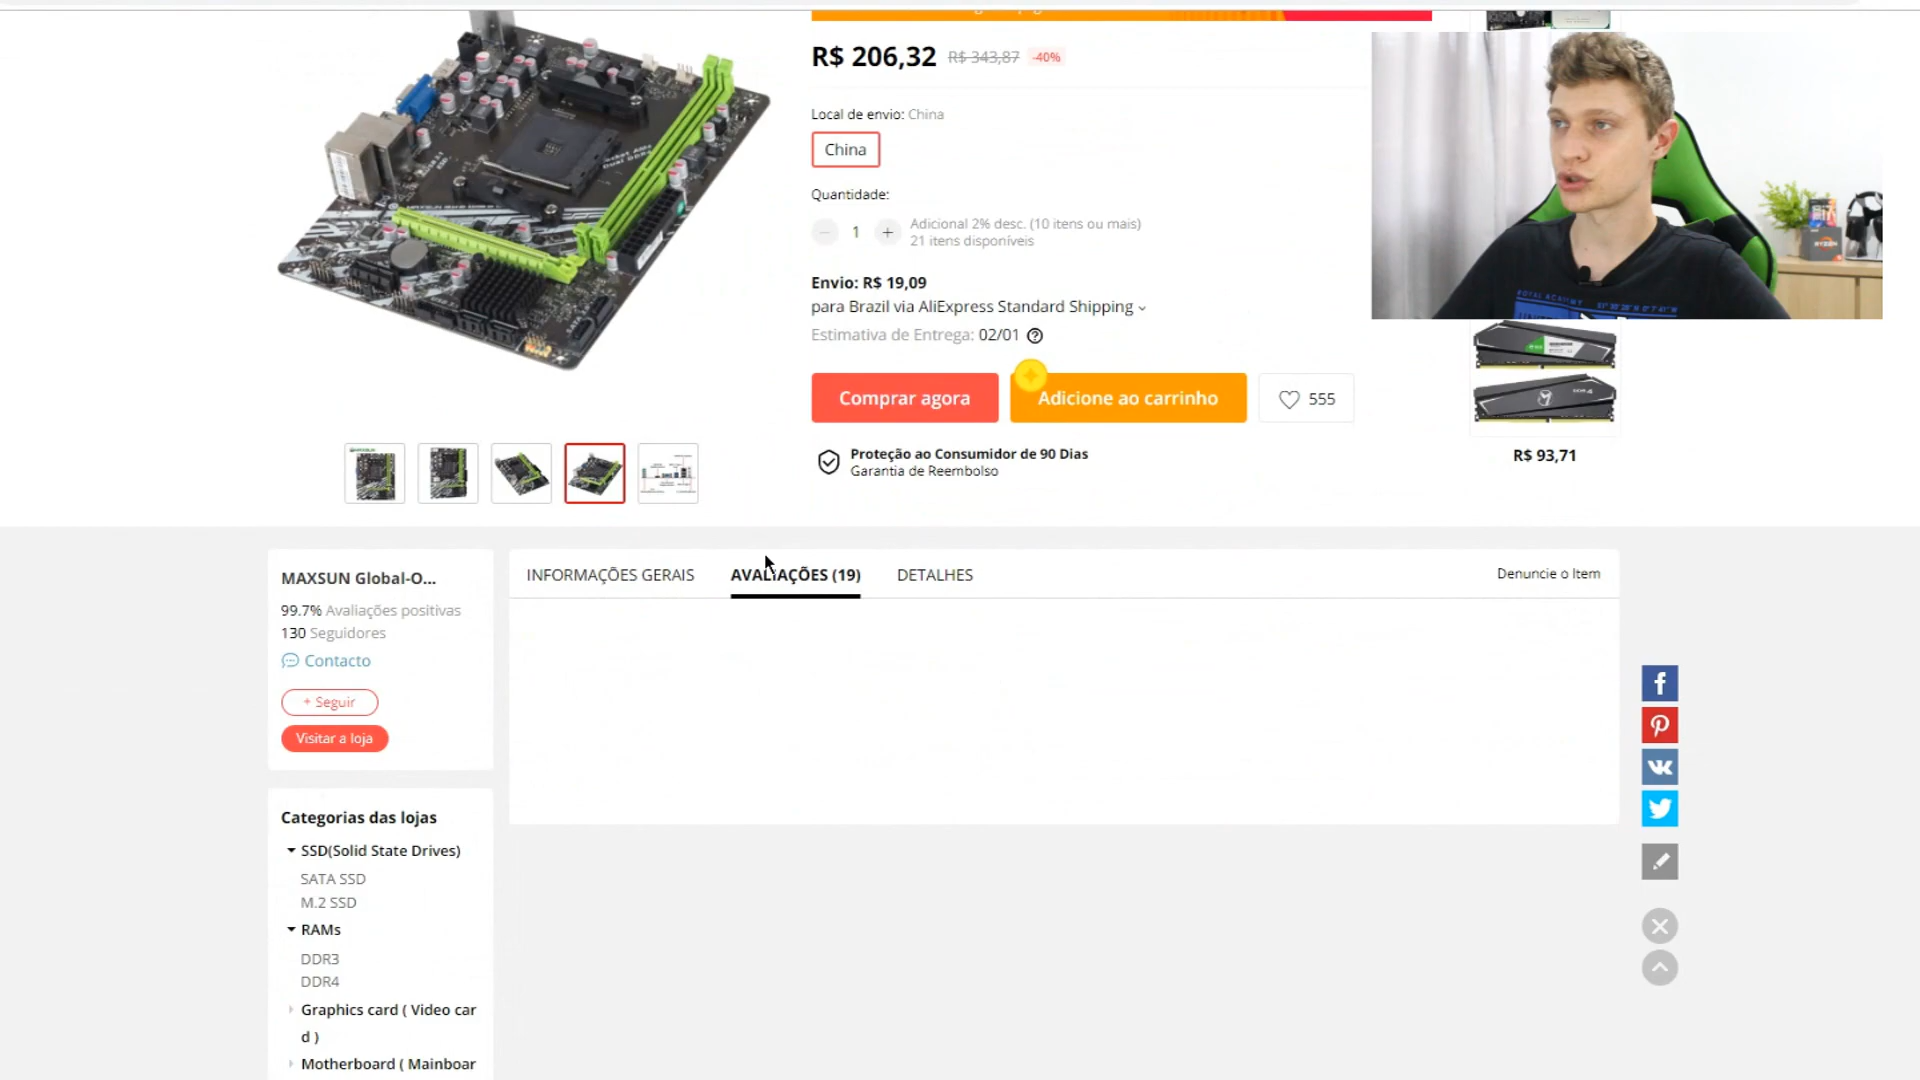 R$ 206,32 R$ 343,87 -40%
Local de envio: China
China
Quantidade:
1 + Adicional 2% desc. (10 itens ou mais)
21 itens disponíveis
Envio: R$ 19,09
para Brazil via AliExpress Standard Shipping
Estimativa de Entrega: 02/01
Comprar agora
Adicione ao carrinho
555
Proteção ao Consumidor de 90 Dias
Garantia de Reembolso
R$ 93,71
MAXSUN Global-O...
99.7% Avaliações positivas
130 Seguidores
Contacto
+ Seguir
Visitar a loja
INFORMAÇÕES GERAIS
AVALIAÇÕES (19)
DETALHES
Denuncie o Item
Categorias das lojas
SSD(Solid State Drives)
SATA SSD
M.2 SSD
RAMs
DDR3
DDR4
Graphics card ( Video car
d )
Motherboard ( Mainboar